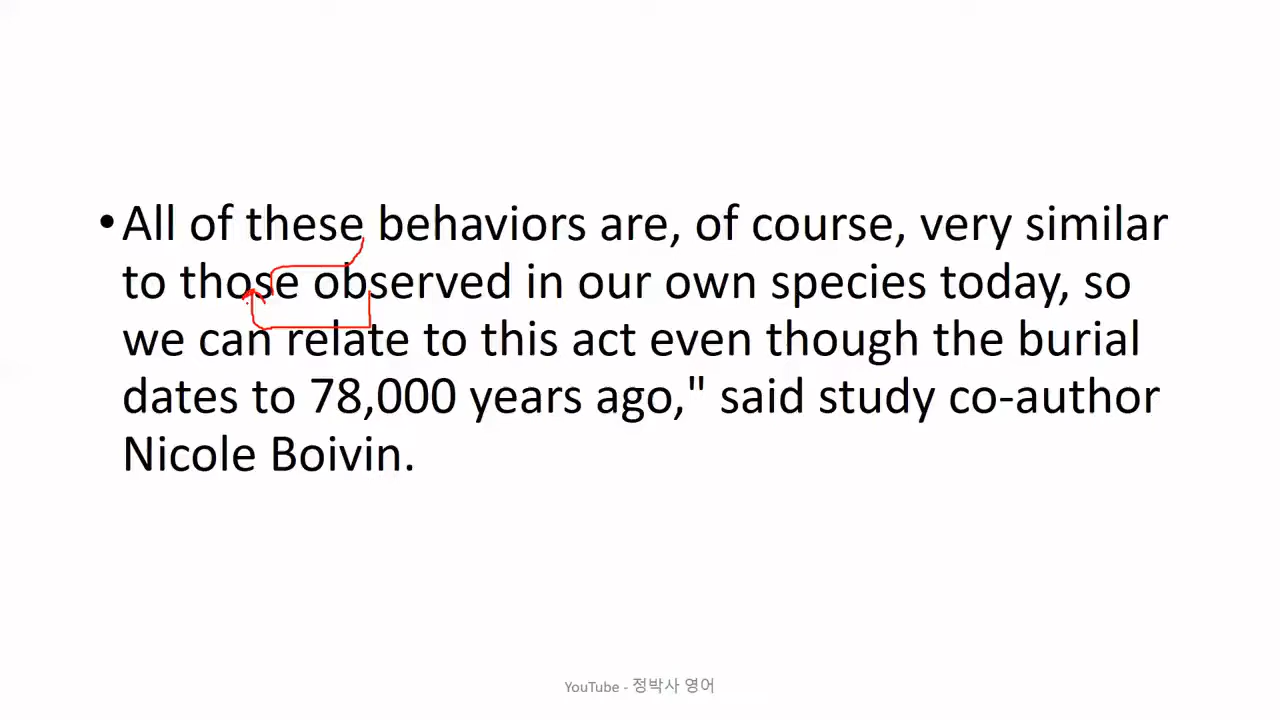 •All of these behaviors are, of course, very similar
to those observed in our own species today, so
we can relate to this act even though the burial
dates to 78,000 years ago," said study co-author
Nicole Boivin.
YouTube - 정박사 영어